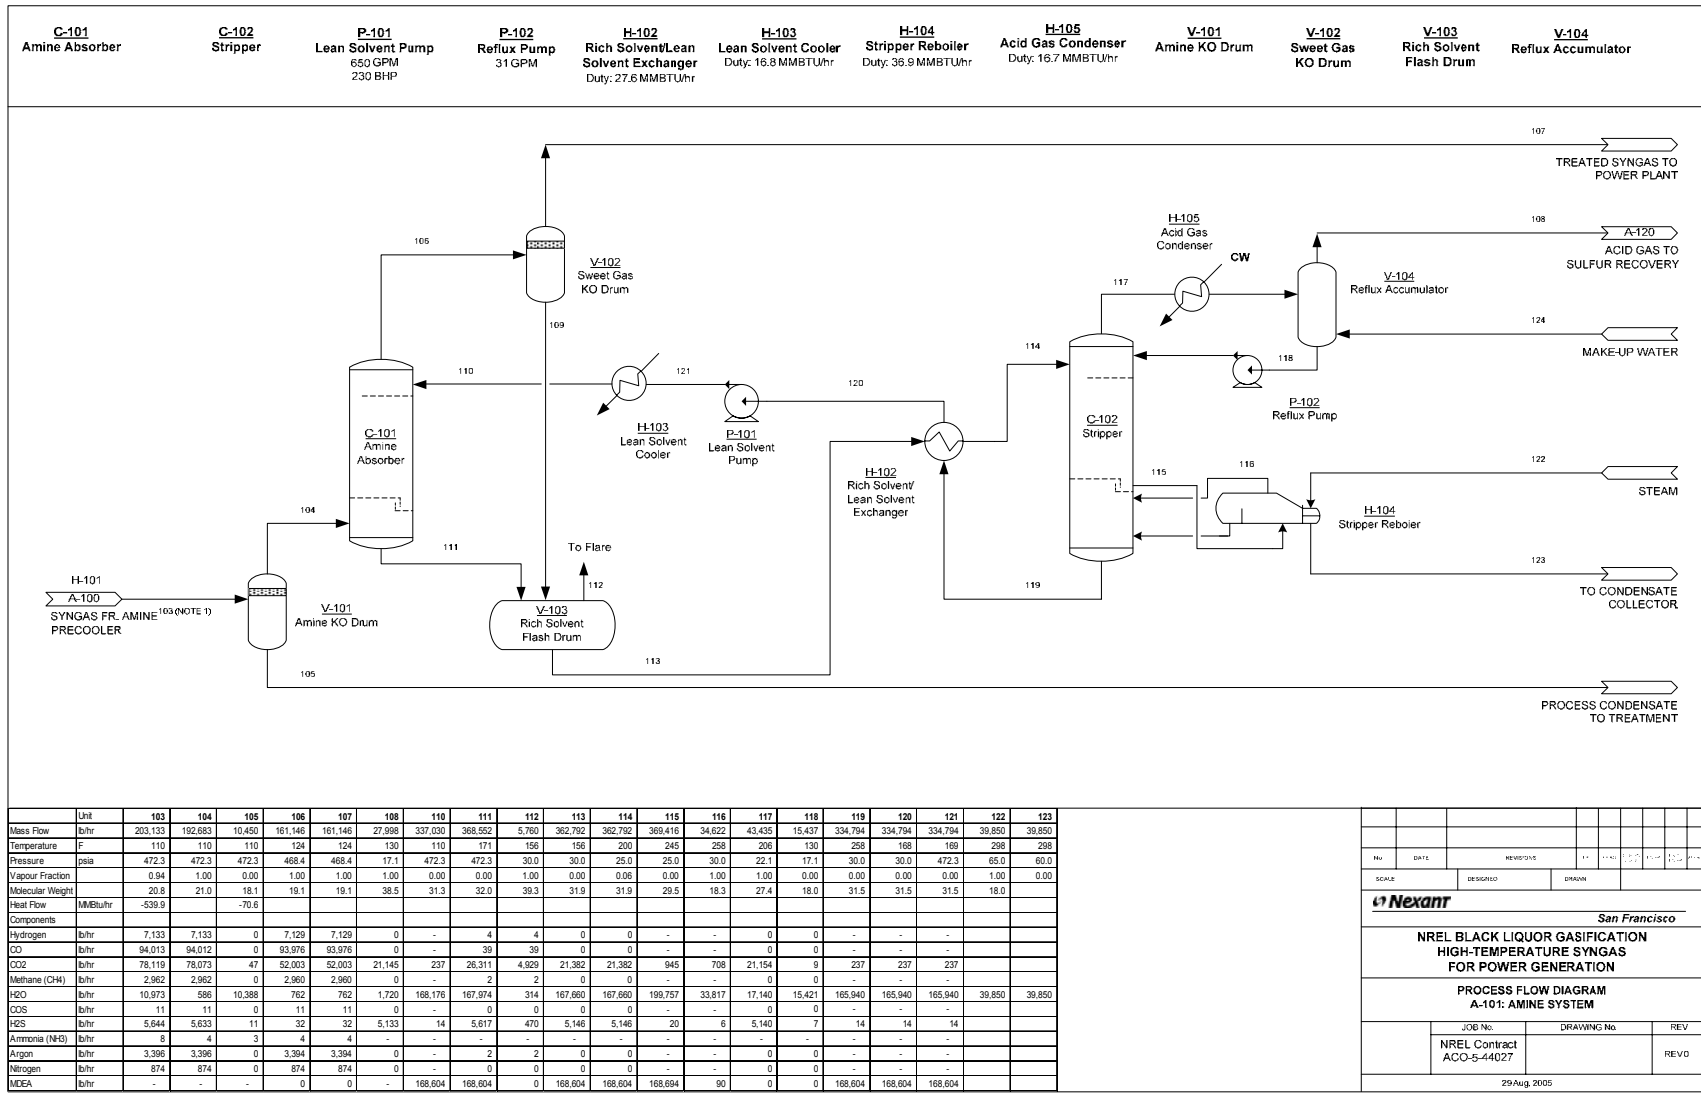 C-101
Amine Absorber
C-102
Stripper
P-101
Lean Solvent Pump
650 GPM
230 BHP
P-102
Reflux Pump
31 GPM
H-102
Rich Solvent/Lean
Solvent Exchanger
Duty: 27.6 MMBTU/hr
H-103
Lean Solvent Cooler
Duty: 16.8 MMBTU/hr
H-104
Stripper Reboiler
Duty: 36.9 MMBTU/hr
H-105
Acid Gas Condenser
Duty: 16.7 MMBTU/hr
V-101
Amine KO Drum
V-102
Sweet Gas
KO Drum
V-103
Rich Solvent
Flash Drum
V-104
Reflux Accumulator
107
TREATED SYNGAS TO
POWER PLANT
108
A-120
ACID GAS TO
SULFUR RECOVERY
H-105
Acid Gas
Condenser
CW
117
V-104
Reflux Accumulator
124
MAKE-UP WATER
118
P-102
Reflux Pump
106
V-102
Sweet Gas
KO Drum
109
114
110
121
120
C-101
Amine
Absorber
H-103
Lean Solvent
Cooler
P-101
Lean Solvent
Pump
H-102
Rich Solvent/
Lean Solvent
Exchanger
C-102
Stripper
115
116
122
STEAM
H-104
Stripper Reboier
104
111
To Flare
112
119
123
TO CONDENSATE
COLLECTOR
H-101
A-100
SYNGAS FR. AMINE 103 (NOTE 1)
PRECOOLER
V-101
Amine KO Drum
V-103
Rich Solvent
Flash Drum
113
105
PROCESS CONDENSATE
TO TREATMENT
Unit 103 104 105 106 107 108 110 111 112 113 114 115 116 117 118 119 120 121 122 123
Mass Flow lb/hr 203,133 192,683 10,450 161,146 161,146 27,998 337,030 368,552 5,760 362,792 362,792 369,416 34,622 43,435 15,437 334,794 334,794 334,794 39,850 39,850
Temperature F 110 110 110 124 124 130 110 171 156 156 200 245 258 206 130 258 168 169 298 298
Pressure psia 472.3 472.3 472.3 468.4 468.4 17.1 472.3 472.3 30.0 30.0 25.0 25.0 30.0 22.1 17.1 30.0 30.0 472.3 65.0 60.0
Vapour Fraction 0.94 1.00 0.00 1.00 1.00 1.00 0.00 0.00 1.00 0.00 0.06 0.00 1.00 1.00 0.00 0.00 0.00 0.00 1.00 0.00
Molecular Weight 20.8 21.0 18.1 19.1 19.1 38.5 31.3 32.0 39.3 31.9 31.9 29.5 18.3 27.4 18.0 31.5 31.5 31.5 18.0
Heat Flow MMBtu/hr -539.9 -70.6
Components
Hydrogen lb/hr 7,133 7,133 0 7,129 7,129 0 - 4 4 0 0 - - 0 0 - - -
CO lb/hr 94,013 94,012 0 93,976 93,976 0 - 39 39 0 0 - - 0 0 - - -
CO2 lb/hr 78,119 78,073 47 52,003 52,003 21,145 237 26,311 4,929 21,382 21,382 945 708 21,154 9 237 237 237
Methane (CH4) lb/hr 2,962 2,962 0 2,960 2,960 0 - 2 2 0 0 - - 0 0 - - -
H2O lb/hr 10,973 586 10,388 762 762 1,720 168,176 167,974 314 167,660 167,660 199,757 33,817 17,140 15,421 165,940 165,940 165,940 39,850 39,850
COS lb/hr 11 11 0 11 11 0 - 0 0 0 0 - - 0 0 - - -
H2S lb/hr 5,644 5,633 11 32 32 5,133 14 5,617 470 5,146 5,146 20 6 5,140 7 14 14 14
Ammonia (NH3) lb/hr 8 4 3 4 4 - - - - - - - - - - - - -
Argon lb/hr 3,396 3,396 0 3,394 3,394 0 - 2 2 0 0 - - 0 0 - - -
Nitrogen lb/hr 874 874 0 874 874 0 - 0 0 0 0 - - 0 0 - - -
MDEA lb/hr - - - 0 0 - 168,604 168,604 0 168,604 168,604 168,694 90 0 0 168,604 168,604 168,604
No. DATE REVISIONS
SCALE DESIGNED DRAWN
Nexant
San Francisco
NREL BLACK LIQUOR GASIFICATION
HIGH-TEMPERATURE SYNGAS
FOR POWER GENERATION
PROCESS FLOW DIAGRAM
A-101: AMINE SYSTEM
JOB No. DRAWING No. REV
NREL Contract
ACO-5-44027
REV0
29 Aug. 2005